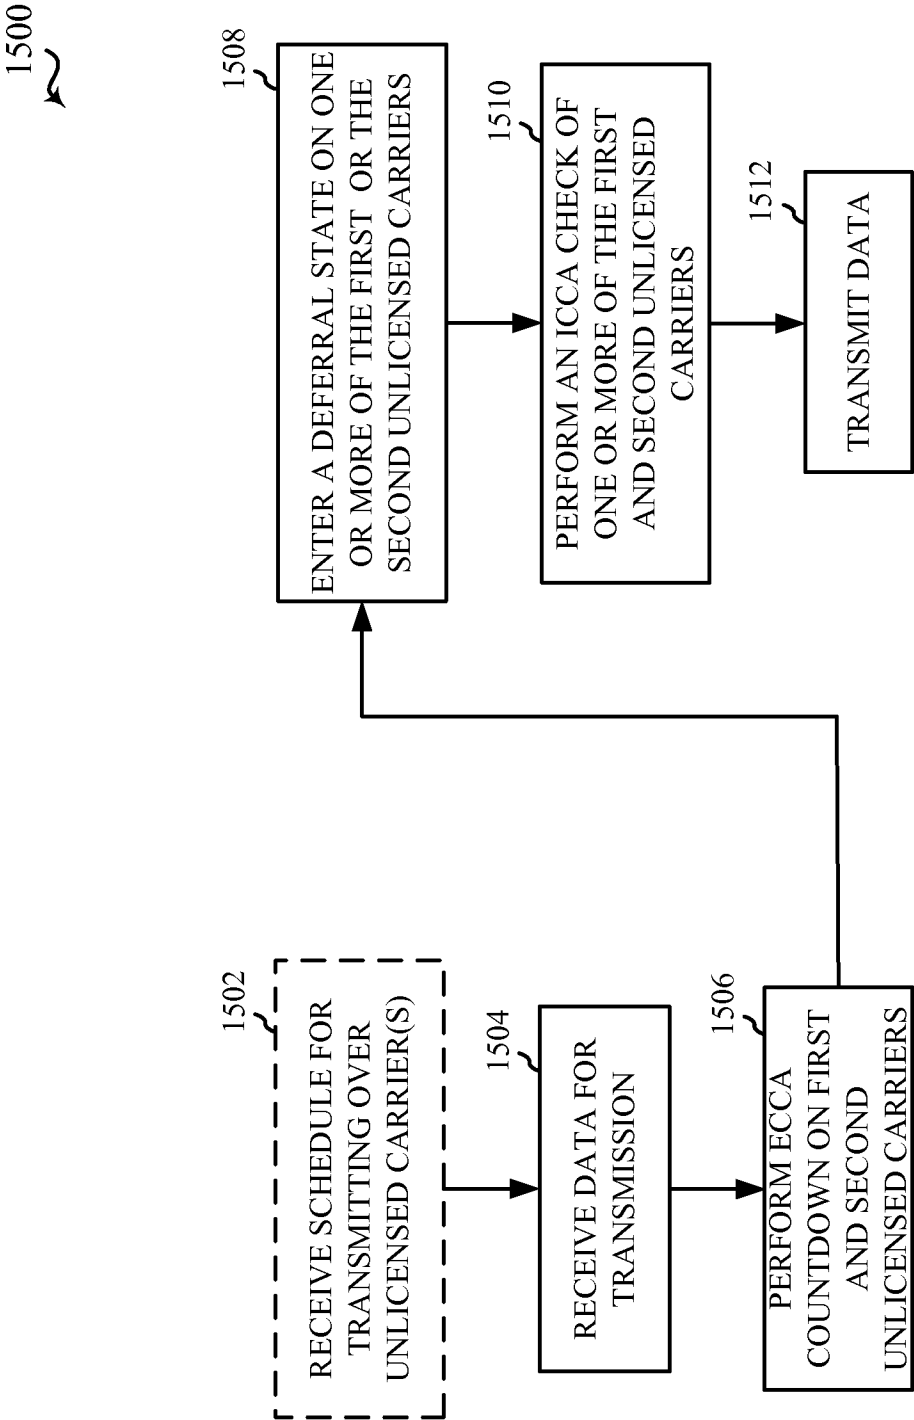 1500
1502
RECEIVE SCHEDULE FOR
TRANSMITTING OVER
UNLICENSED CARRIER(S)
1504
RECEIVE DATA FOR
TRANSMISSION
1506
PERFORM ECCA
COUNTDOWN ON FIRST
AND SECOND
UNLICENSED CARRIERS
1508
ENTER A DEFERRAL STATE ON ONE
OR MORE OF THE FIRST OR THE
SECOND UNLICENSED CARRIERS
1510
PERFORM AN ICCA CHECK OF
ONE OR MORE OF THE FIRST
AND SECOND UNLICENSED
CARRIERS
1512
TRANSMIT DATA